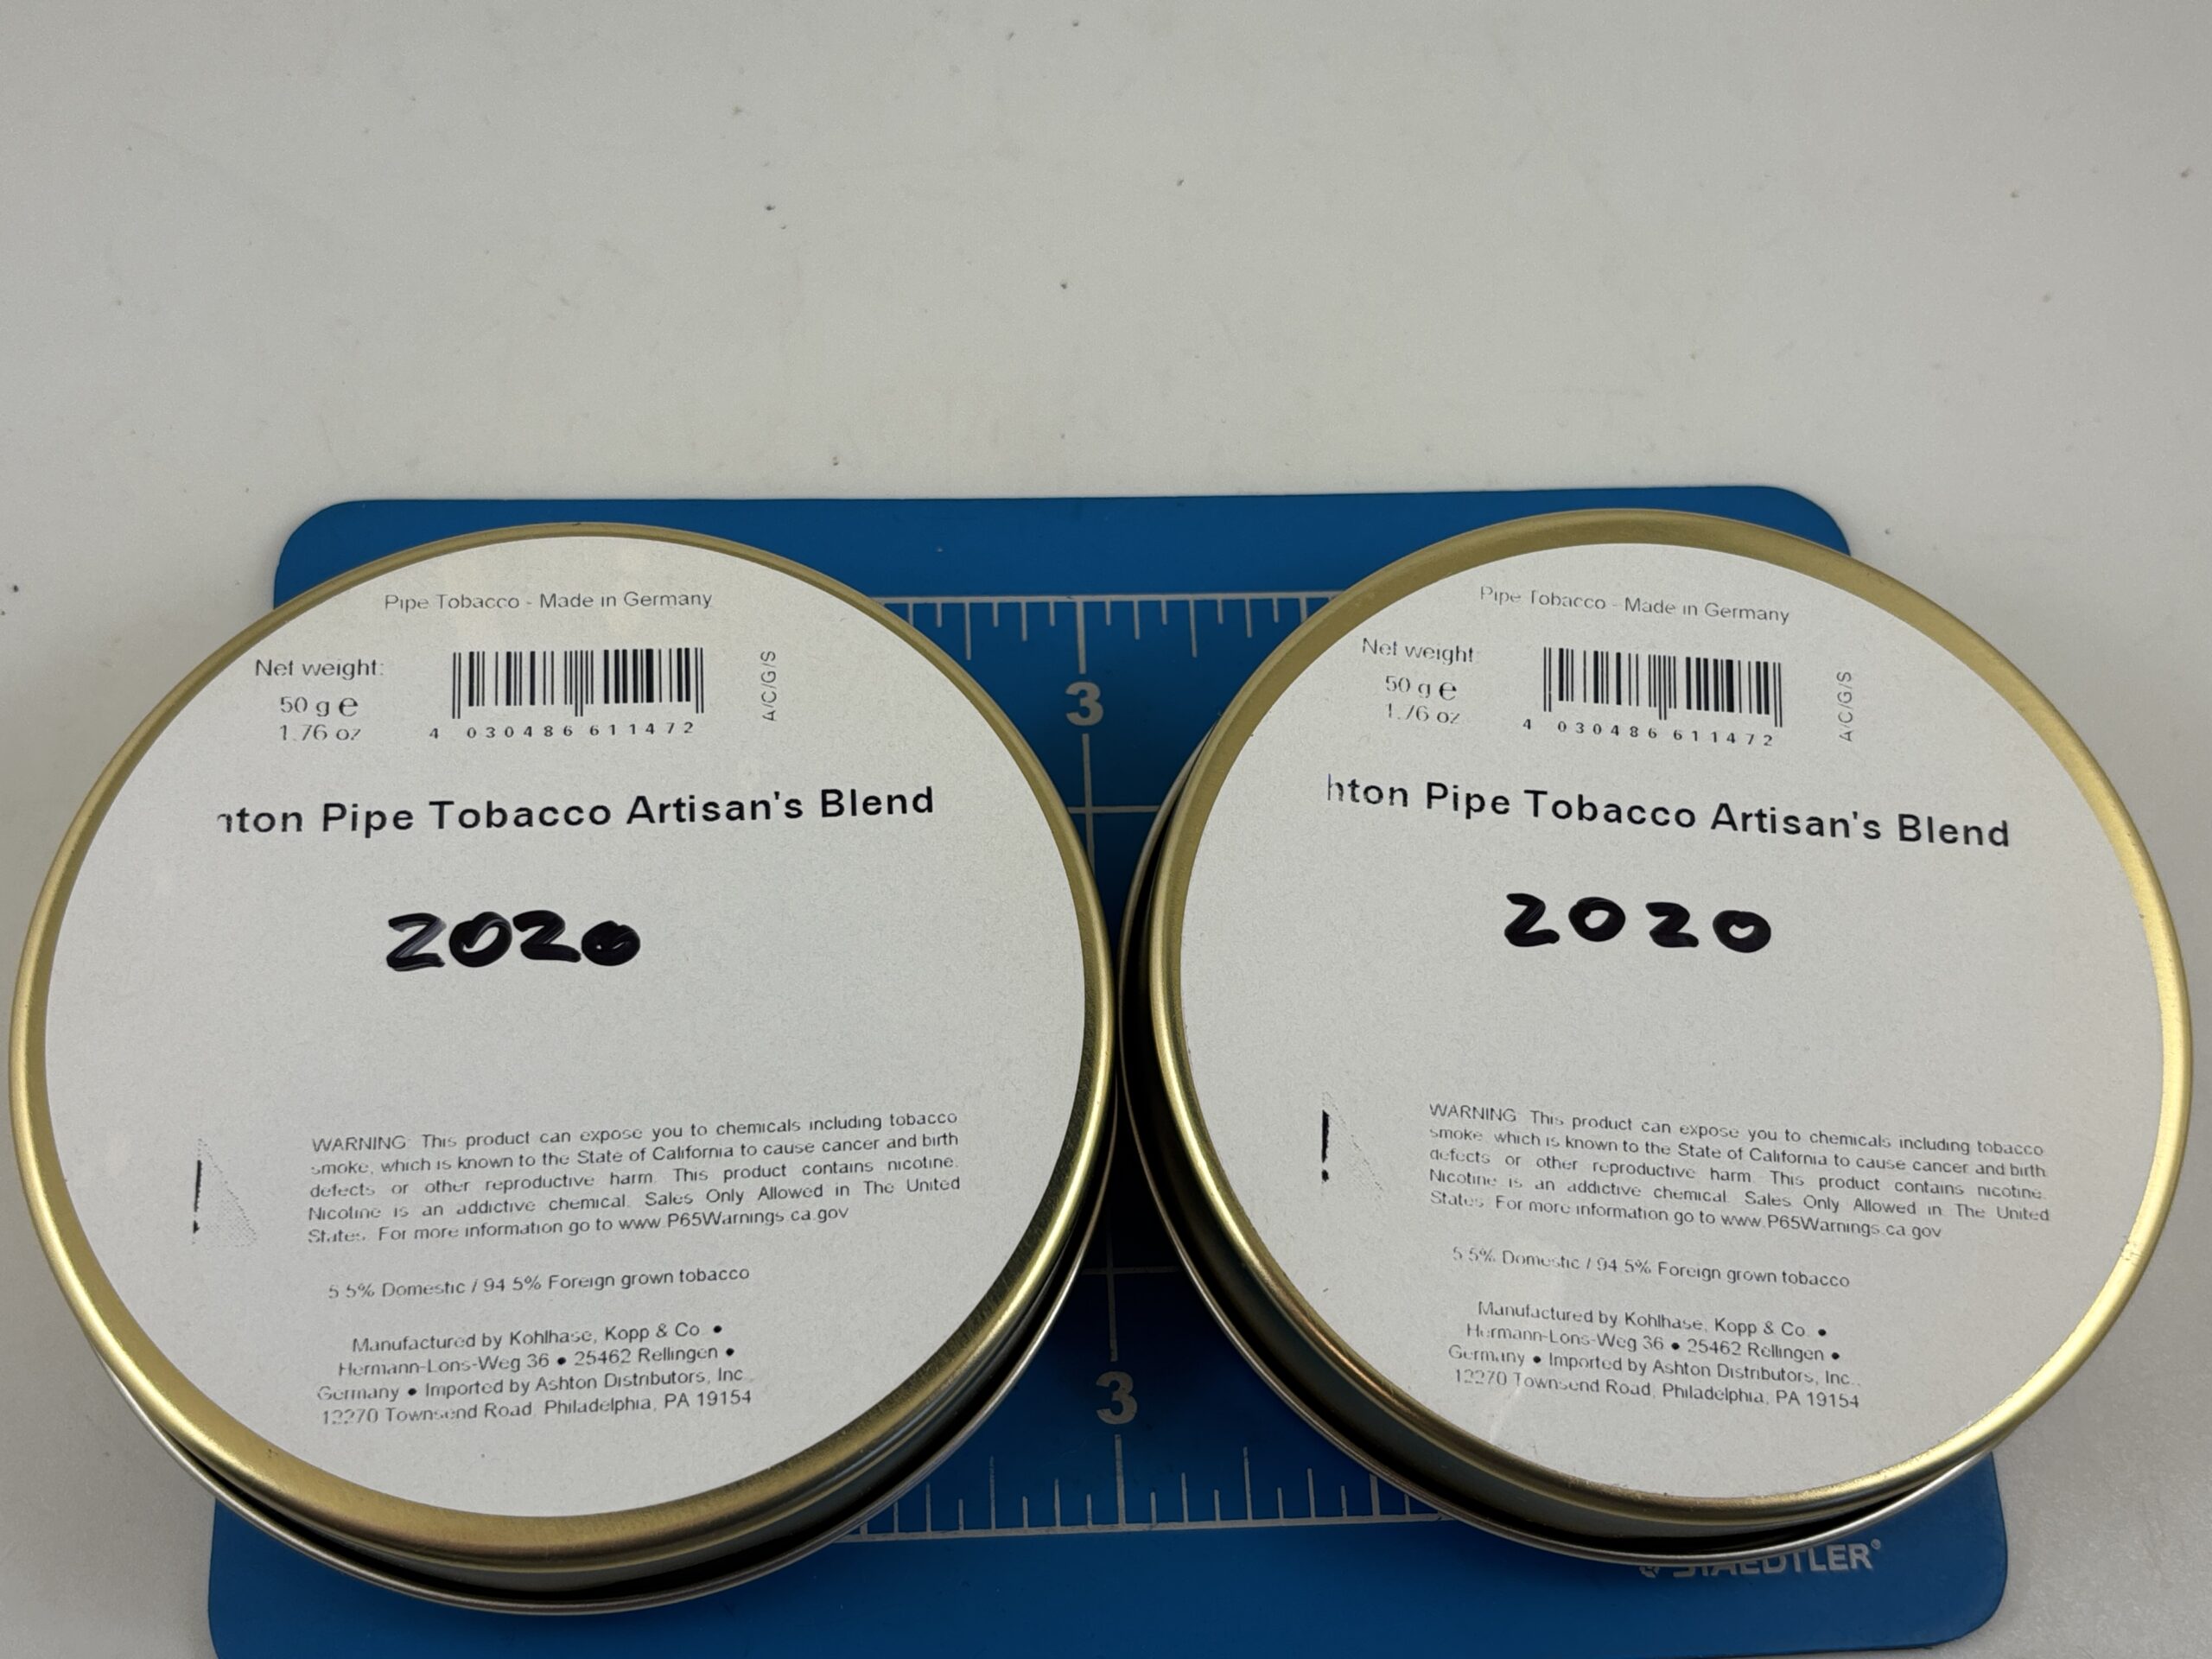 Pipe Tobacco - Made in Germany
Net weight:
50 g e
1.76 oz
4 030486 611472
A/C/G/S
hton Pipe Tobacco Artisan's Blend
2020
WARNING: This product can expose you to chemicals including tobacco
smoke, which is known to the State of California to cause cancer and birth
defects or other reproductive harm. This product contains nicotine.
Nicotine is an addictive chemical. Sales Only Allowed in The United
States. For more information go to www.P65Warnings.ca.gov
5.5% Domestic / 94.5% Foreign grown tobacco
Manufactured by Kohlhase, Kopp & Co. •
Hermann-Lons-Weg 36 • 25462 Rellingen •
Germany • Imported by Ashton Distributors, Inc.,
12270 Townsend Road, Philadelphia, PA 19154
Pipe Tobacco - Made in Germany
Net weight:
50 g e
1.76 oz
4 030486 611472
A/C/G/S
hton Pipe Tobacco Artisan's Blend
2020
WARNING: This product can expose you to chemicals including tobacco
smoke, which is known to the State of California to cause cancer and birth
defects or other reproductive harm. This product contains nicotine.
Nicotine is an addictive chemical. Sales Only Allowed in The United
States. For more information go to www.P65Warnings.ca.gov
5.5% Domestic / 94.5% Foreign grown tobacco
Manufactured by Kohlhase, Kopp & Co. •
Hermann-Lons-Weg 36 • 25462 Rellingen •
Germany • Imported by Ashton Distributors, Inc.,
12270 Townsend Road, Philadelphia, PA 19154
3
3
STAEDTLER®